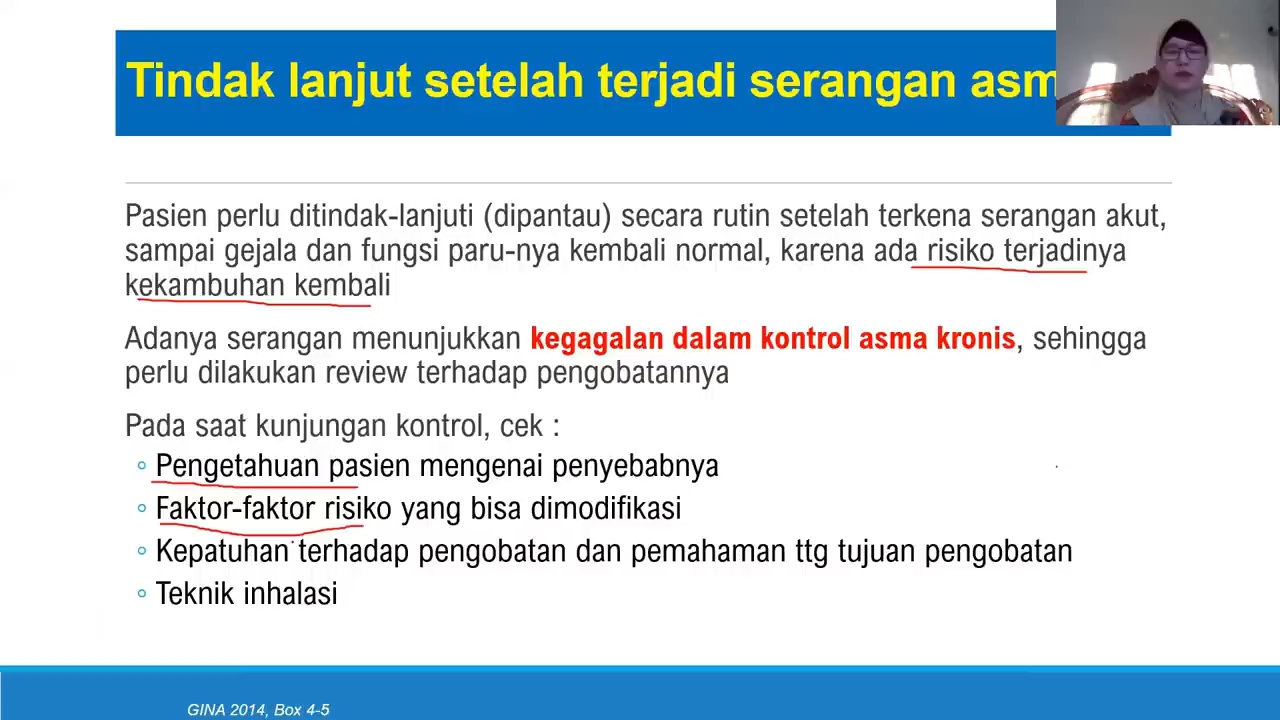 Tindak lanjut setelah terjadi serangan asm
Pasien perlu ditindak-lanjuti (dipantau) secara rutin setelah terkena serangan akut,
sampai gejala dan fungsi paru-nya kembali normal, karena ada risiko terjadinya
kekambuhan kembali
Adanya serangan menunjukkan kegagalan dalam kontrol asma kronis, sehingga
perlu dilakukan review terhadap pengobatannya
Pada saat kunjungan kontrol, cek :
◦ Pengetahuan pasien mengenai penyebabnya
◦ Faktor-faktor risiko yang bisa dimodifikasi
◦ Kepatuhan terhadap pengobatan dan pemahaman ttg tujuan pengobatan
◦ Teknik inhalasi
GINA 2014, Box 4-5